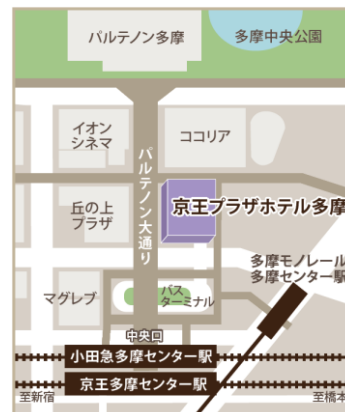 パルテノン多摩
多摩中央公園
イオン
シネマ
ココリア
パルテノン大通り
丘の上
プラザ
京王プラザホテル多摩
多摩モノレール
多摩センター駅
マグレブ
バス
ターミナル
中央口
小田急多摩センター駅
京王多摩センター駅
至新宿
至橋本